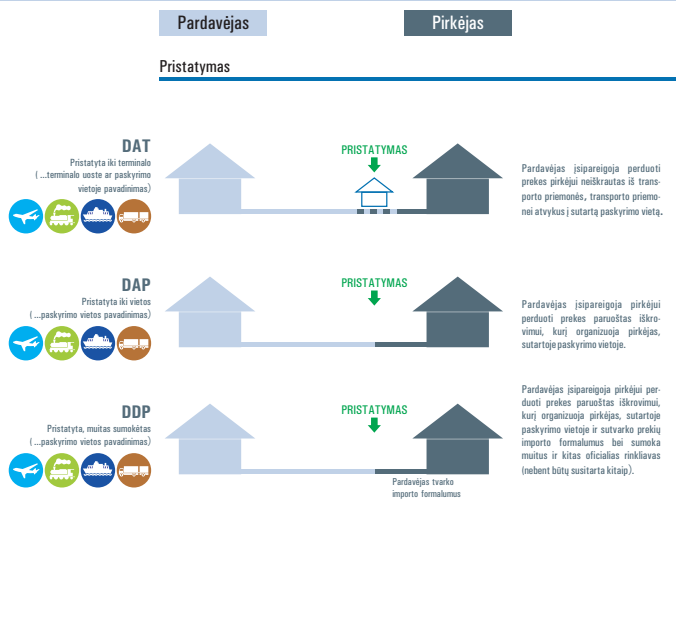 Pardavėjas
Pirkėjas
Pristatymas
DAT
Pristatyta iki terminalo
( ...terminalo uoste ar paskyrimo
vietoje pavadinimas)
PRISTATYMAS
Pardavėjas įsipareigoja perduoti
prekes pirkėjui neiškrautas iš trans-
porto priemonės, transporto priemo-
nei atvykus į sutartą paskyrimo vietą.
DAP
Pristatyta iki vietos
( ...paskyrimo vietos pavadinimas)
PRISTATYMAS
Pardavėjas įsipareigoja pirkėjui
perduoti prekes paruoštas iškro-
vimui, kurį organizuoja pirkėjas,
sutartoje paskyrimo vietoje.
DDP
Pristatyta, muitas sumokėtas
( ...paskyrimo vietos pavadinimas)
PRISTATYMAS
Pardavėjas tvarko
importo formalumus
Pardavėjas įsipareigoja pirkėjui per-
duoti prekes paruoštas iškrovimui,
kurį organizuoja pirkėjas, sutartoje
paskyrimo vietoje ir sutvarko prekių
importo formalumus bei sumoka
muitus ir kitas oficialias rinkliavas
(nebent būtų susitarta kitaip).